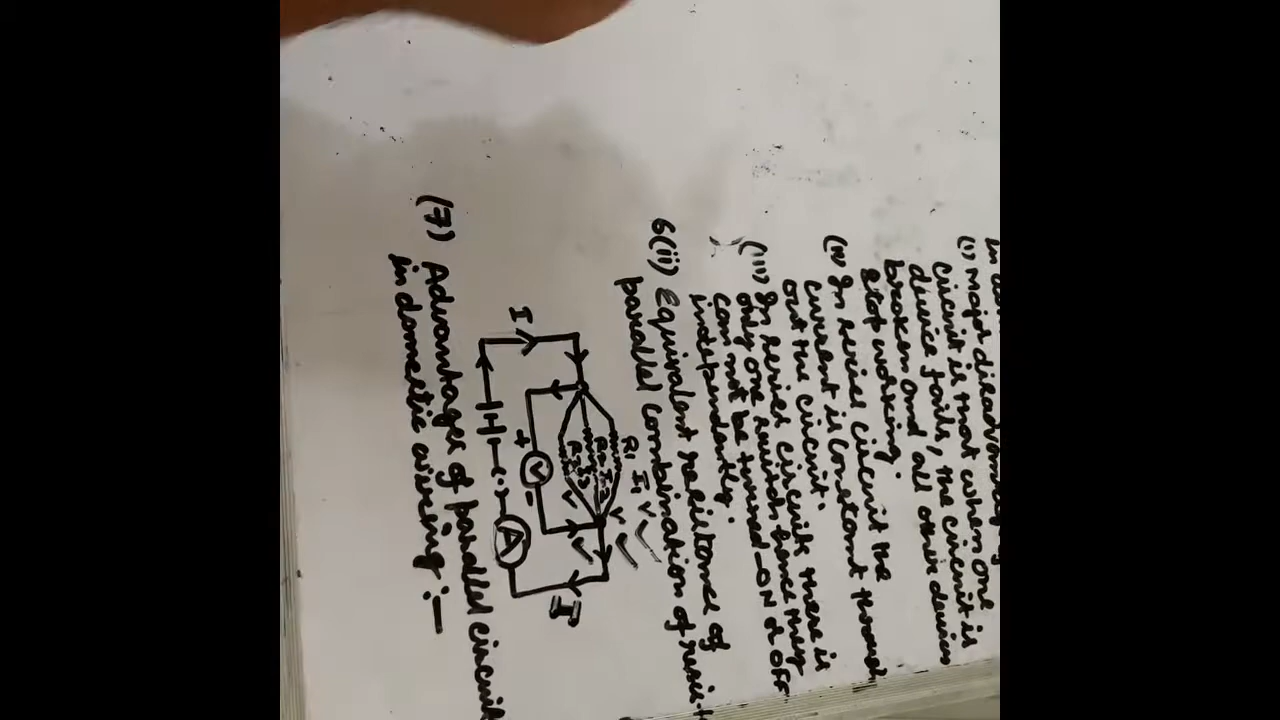 (i) Major disadvantage
circuit is that when one
device fails, the circuit is
broken and all other devices
stop working.
(ii) In series circuit the
current is constant through
out the circuit.
(iii) In series circuit there is
only one switch hence they
can not be turned-ON & OFF
independently.
6(ii) Equivalent resistance of
parallel combination of resist
R1 I1 V
R2 I2 V
R3 I3 V
I
+ V -
A
I
(7) Advantages of parallel circuit
in domestic wiring :-